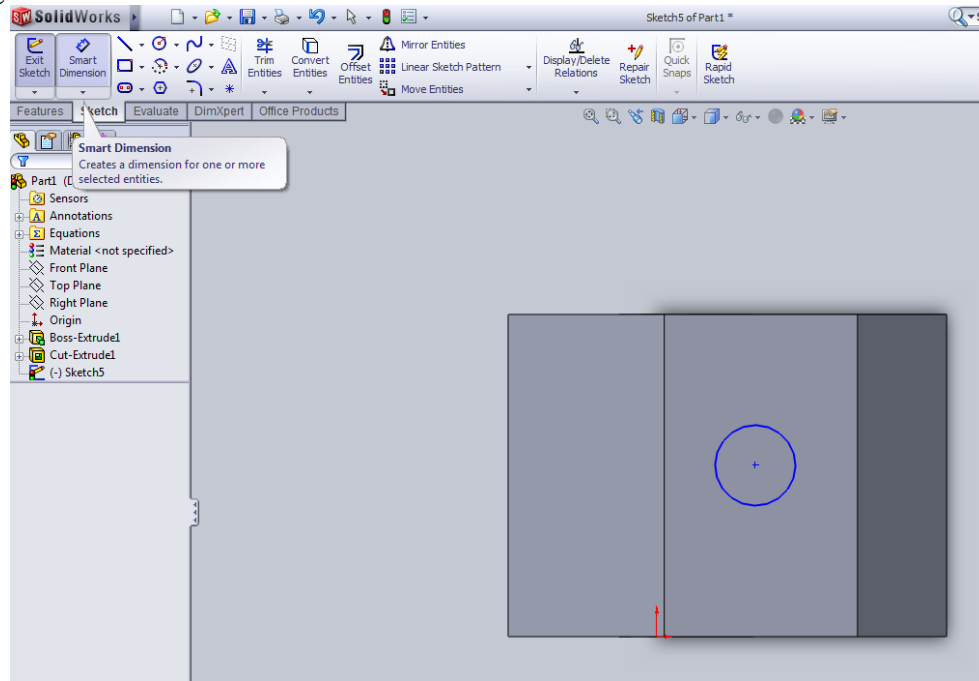 SolidWorks
Sketch5 of Part1 *
Exit Sketch
Smart Dimension
Trim Entities
Convert Entities
Offset Entities
Mirror Entities
Linear Sketch Pattern
Move Entities
Display/Delete Relations
Repair Sketch
Quick Snaps
Rapid Sketch
Features Sketch Evaluate DimXpert Office Products
Smart Dimension
Creates a dimension for one or more
selected entities.
Part1 (D
Sensors
Annotations
Equations
Material <not specified>
Front Plane
Top Plane
Right Plane
Origin
Boss-Extrude1
Cut-Extrude1
(-) Sketch5